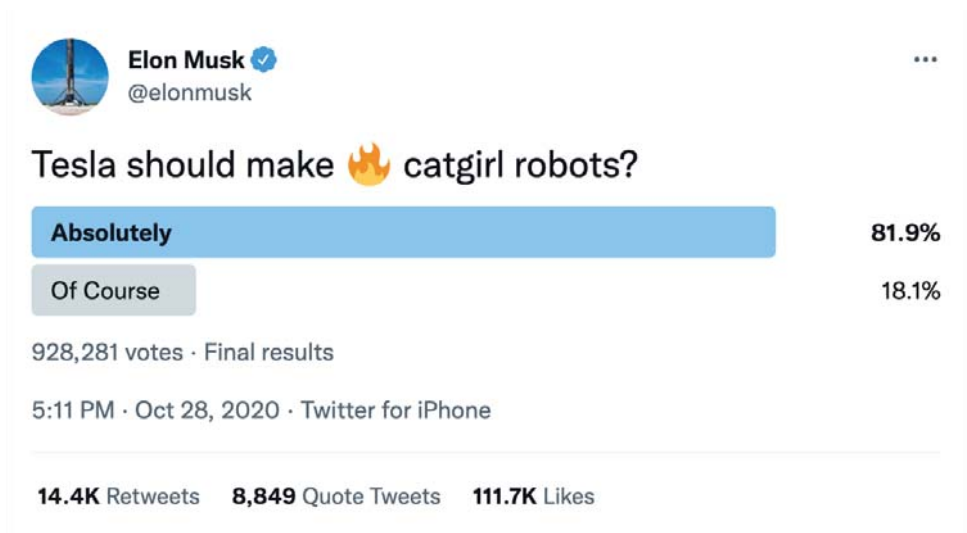 Elon Musk
@elonmusk
Tesla should make 🔥 catgirl robots?
Absolutely 81.9%
Of Course 18.1%
928,281 votes · Final results
5:11 PM · Oct 28, 2020 · Twitter for iPhone
14.4K Retweets 8,849 Quote Tweets 111.7K Likes